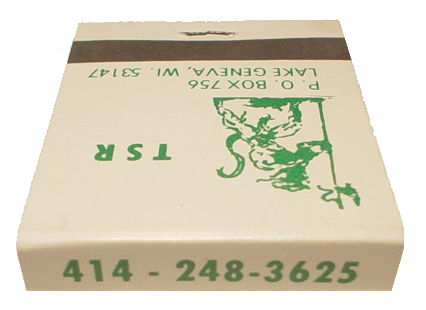 TSR
P. O. BOX 756
LAKE GENEVA, WI. 53147
414 - 248-3625